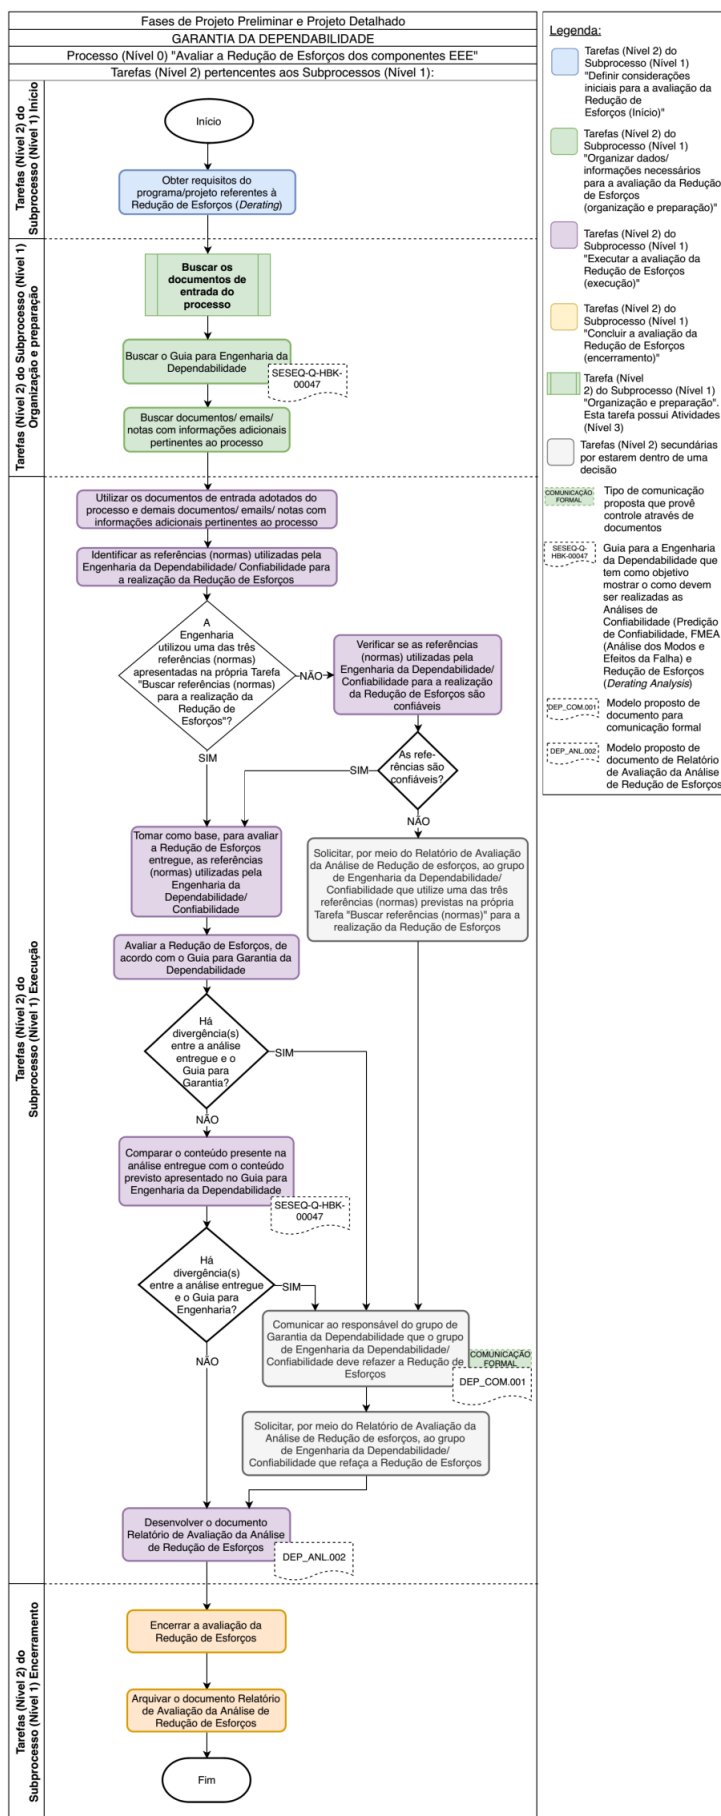 Fases de Projeto Preliminar e Projeto Detalhado
GARANTIA DA DEPENDABILIDADE
Processo (Nível 0) "Avaliar a Redução de Esforços dos componentes EEE"
Tarefas (Nível 2) pertencentes aos Subprocessos (Nível 1):
Tarefas (Nível 2) do
Subprocesso (Nível 1) Início
Início
Obter requisitos do
programa/projeto referentes à
Redução de Esforços (Derating)
Tarefas (Nível 2) do Subprocesso (Nível 1)
Organização e preparação
Buscar os
documentos de
entrada do
processo
Buscar o Guia para Engenharia da
Dependabilidade
SESEQ-Q-HBK-
00047
Buscar documentos/ emails/
notas com informações adicionais
pertinentes ao processo
Tarefas (Nível 2) do
Subprocesso (Nível 1) Execução
Utilizar os documentos de entrada adotados do
processo e demais documentos/ emails/ notas com
informações adicionais pertinentes ao processo
Identificar as referências (normas) utilizadas pela
Engenharia da Dependabilidade/ Confiabilidade para
a realização da Redução de Esforços
A
Engenharia
utilizou uma das três
referências (normas)
apresentadas na própria Tarefa
"Buscar referências (normas)
para a realização da
Redução de
Esforços"?
NÃO
Verificar se as referências
(normas) utilizadas pela
Engenharia da Dependabilidade/
Confiabilidade para a realização
da Redução de Esforços são
confiáveis
SIM
As refe-
rências são
confiáveis?
SIM
NÃO
Tomar como base, para avaliar
a Redução de Esforços
entregue, as referências
(normas) utilizadas pela
Engenharia da
Dependabilidade/
Confiabilidade
Solicitar, por meio do Relatório de Avaliação
da Análise de Redução de esforços, ao grupo
de Engenharia da Dependabilidade/
Confiabilidade que utilize uma das três
referências (normas) previstas na própria
Tarefa "Buscar referências (normas)" para a
realização da Redução de Esforços
Avaliar a Redução de Esforços, de
acordo com o Guia para Garantia da
Dependabilidade
Há
divergência(s)
entre a análise
entregue e o
Guia para
Garantia?
SIM
NÃO
Comparar o conteúdo presente na
análise entregue com o conteúdo
previsto apresentado no Guia para
Engenharia da Dependabilidade
SESEQ-Q-HBK-
00047
Há
divergência(s)
entre a análise entregue
e o Guia para
Engenharia?
SIM
NÃO
Comunicar ao responsável do grupo de
Garantia da Dependabilidade que o grupo
de Engenharia da Dependabilidade/
Confiabilidade deve refazer a Redução de
Esforços
COMUNICAÇÃO
FORMAL
DEP_COM.001
Solicitar, por meio do Relatório de Avaliação da
Análise de Redução de esforços, ao grupo
de Engenharia da Dependabilidade/
Confiabilidade que refaça a Redução de Esforços
Desenvolver o documento
Relatório de Avaliação da Análise
de Redução de Esforços
DEP_ANL.002
Tarefas (Nível 2) do
Subprocesso (Nível 1) Encerramento
Encerrar a avaliação da
Redução de Esforços
Arquivar o documento Relatório
de Avaliação da Análise de
Redução de Esforços
Fim
Legenda:
Tarefas (Nível 2) do
Subprocesso (Nível 1)
"Definir considerações
iniciais para a avaliação da
Redução de
Esforços (Início)"
Tarefas (Nível 2) do
Subprocesso (Nível 1)
"Organizar dados/
informações necessários
para a avaliação da Redução
de Esforços
(organização e preparação)"
Tarefas (Nível 2) do
Subprocesso (Nível 1)
"Executar a avaliação da
Redução de Esforços
(execução)"
Tarefas (Nível 2) do
Subprocesso (Nível 1)
"Concluir a avaliação da
Redução de Esforços
(encerramento)"
Tarefa (Nível
2) do Subprocesso (Nível 1)
"Organização e preparação".
Esta tarefa possui Atividades
(Nível 3)
Tarefas (Nível 2) secundárias
por estarem dentro de uma
decisão
COMUNICAÇÃO
FORMAL
Tipo de comunicação
proposta que provê
controle através de
documentos
SESEQ-Q-
HBK-00047
Guia para a Engenharia
da Dependabilidade que
tem como objetivo
mostrar o como devem
ser realizadas as
Análises de
Confiabilidade (Predição
de Confiabilidade, FMEA
(Análise dos Modos e
Efeitos da Falha) e
Redução de Esforços
(Derating Analysis)
DEP_COM.001
Modelo proposto de
documento para
comunicação formal
DEP_ANL.002
Modelo proposto de
documento de Relatório
de Avaliação da Análise
de Redução de Esforços